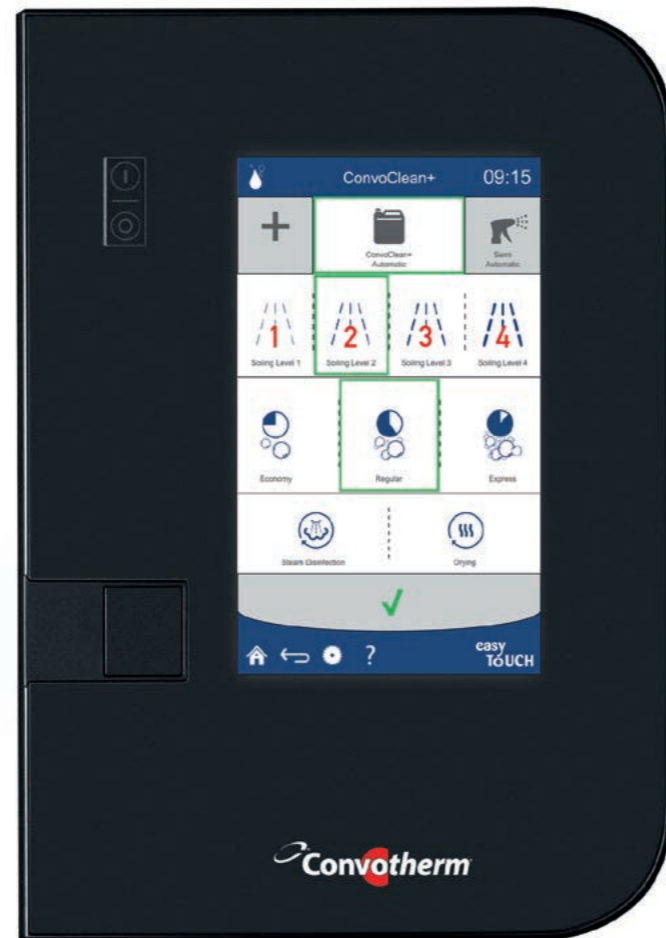 ConvoClean+ 09:15
+
ConvoClean+
Automatic
Semi
Automatic
1 2 3 4
Soiling Level 1 Soiling Level 2 Soiling Level 3 Soiling Level 4
Economy Regular Express
Steam Disinfection Drying
?
easy
ToUCH
Convotherm